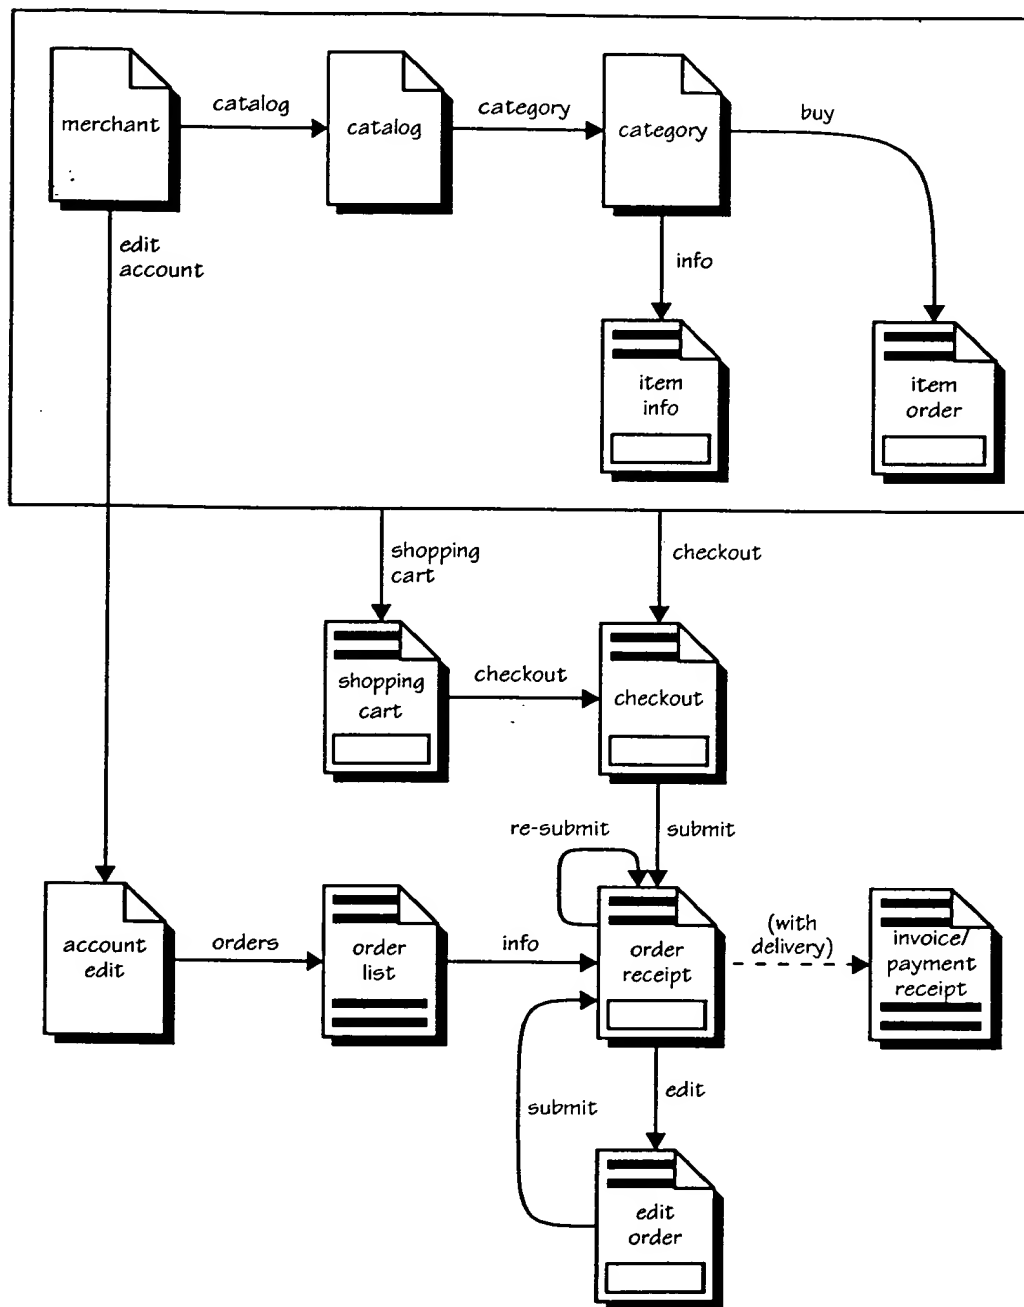 merchant
catalog
catalog
category
category
buy
edit
account
info
item
info
item
order
shopping
cart
checkout
shopping
cart
checkout
checkout
re-submit
submit
account
edit
orders
order
list
info
order
receipt
(with
delivery)
invoice/
payment
receipt
submit
edit
edit
order